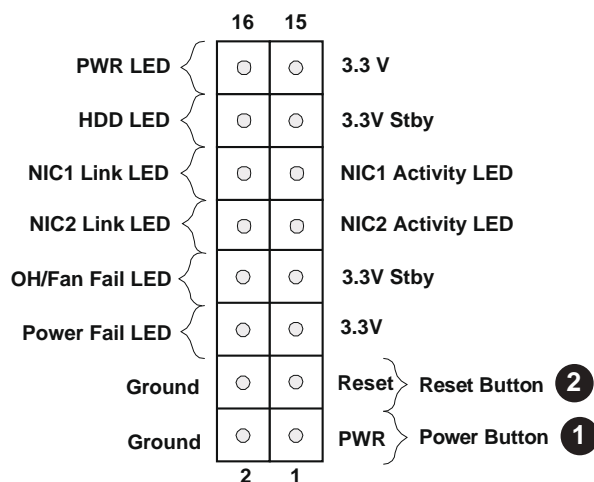 16 15
PWR LED 3.3 V
HDD LED 3.3V Stby
NIC1 Link LED NIC1 Activity LED
NIC2 Link LED NIC2 Activity LED
OH/Fan Fail LED 3.3V Stby
Power Fail LED 3.3V
Ground Reset Reset Button 2
Ground PWR Power Button 1
2 1